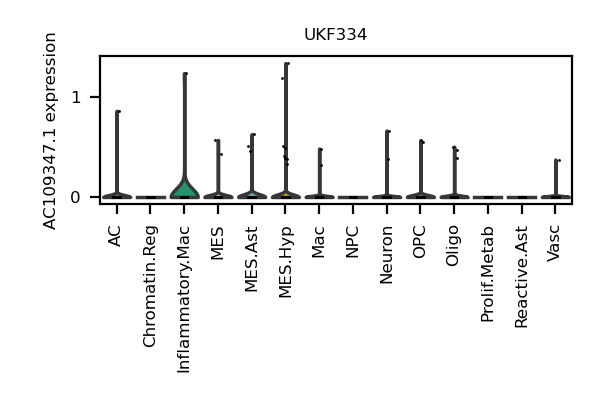 UKF334
AC109347.1 expression
1
0
AC
Chromatin.Reg
Inflammatory.Mac
MES
MES.Ast
MES.Hyp
Mac
NPC
Neuron
OPC
Oligo
Prolif.Metab
Reactive.Ast
Vasc